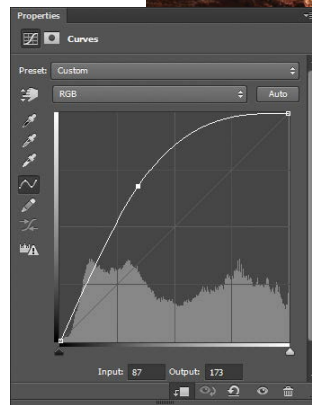 Properties
Curves
Preset: Custom
RGB Auto
Input: 87 Output: 173